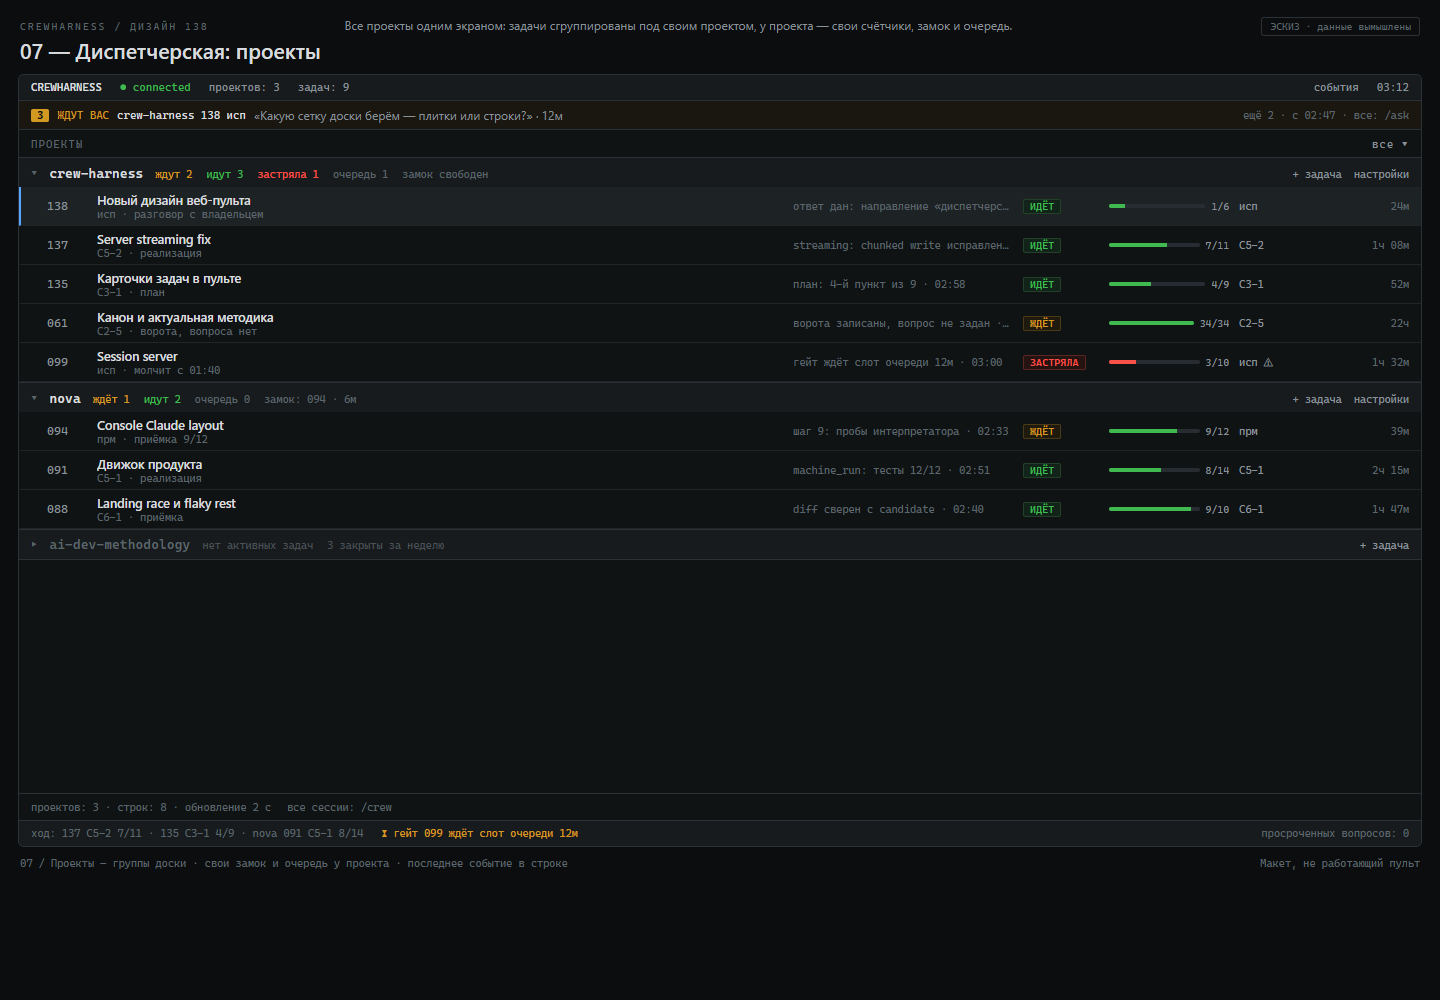 CREWHARNESS / ДИЗАЙН 138
Все проекты одним экраном: задачи сгруппированы под своим проектом, у проекта — свои счётчики, замок и очередь.
ЭСКИЗ · данные вымышлены
07 — Диспетчерская: проекты
CREWHARNESS ● connected проектов: 3 задач: 9 события 03:12
3 ЖДУТ ВАС crew-harness 138 исп «Какую сетку доски берём — плитки или строки?» · 12м ещё 2 · с 02:47 · все: /ask
ПРОЕКТЫ все ▾
▾ crew-harness ждут 2 идут 3 застряла 1 очередь 1 замок свободен + задача настройки
138 Новый дизайн веб-пульта ответ дан: направление «диспетчерс… ИДЁТ 1/6 исп 24м
исп · разговор с владельцем
137 Server streaming fix streaming: chunked write исправлен… ИДЁТ 7/11 C5-2 1ч 08м
C5-2 · реализация
135 Карточки задач в пульте план: 4-й пункт из 9 · 02:58 ИДЁТ 4/9 C3-1 52м
C3-1 · план
061 Канон и актуальная методика ворота записаны, вопрос не задан ·… ЖДЁТ 34/34 C2-5 22ч
C2-5 · ворота, вопроса нет
099 Session server гейт ждёт слот очереди 12м · 03:00 ЗАСТРЯЛА 3/10 исп ⚠ 1ч 32м
исп · молчит с 01:40
▾ nova ждёт 1 идут 2 очередь 0 замок: 094 · 6м + задача настройки
094 Console Claude layout шаг 9: пробы интерпретатора · 02:33 ЖДЁТ 9/12 прм 39м
прм · приёмка 9/12
091 Движок продукта machine_run: тесты 12/12 · 02:51 ИДЁТ 8/14 C5-1 2ч 15м
C5-1 · реализация
088 Landing race и flaky rest diff сверен с candidate · 02:40 ИДЁТ 9/10 C6-1 1ч 47м
C6-1 · приёмка
▸ ai-dev-methodology нет активных задач 3 закрыты за неделю + задача
проектов: 3 · строк: 8 · обновление 2 с все сессии: /crew
ход: 137 C5-2 7/11 · 135 C3-1 4/9 · nova 091 C5-1 8/14 ⧗ гейт 099 ждёт слот очереди 12м просроченных вопросов: 0
07 / Проекты — группы доски · свои замок и очередь у проекта · последнее событие в строке Макет, не работающий пульт